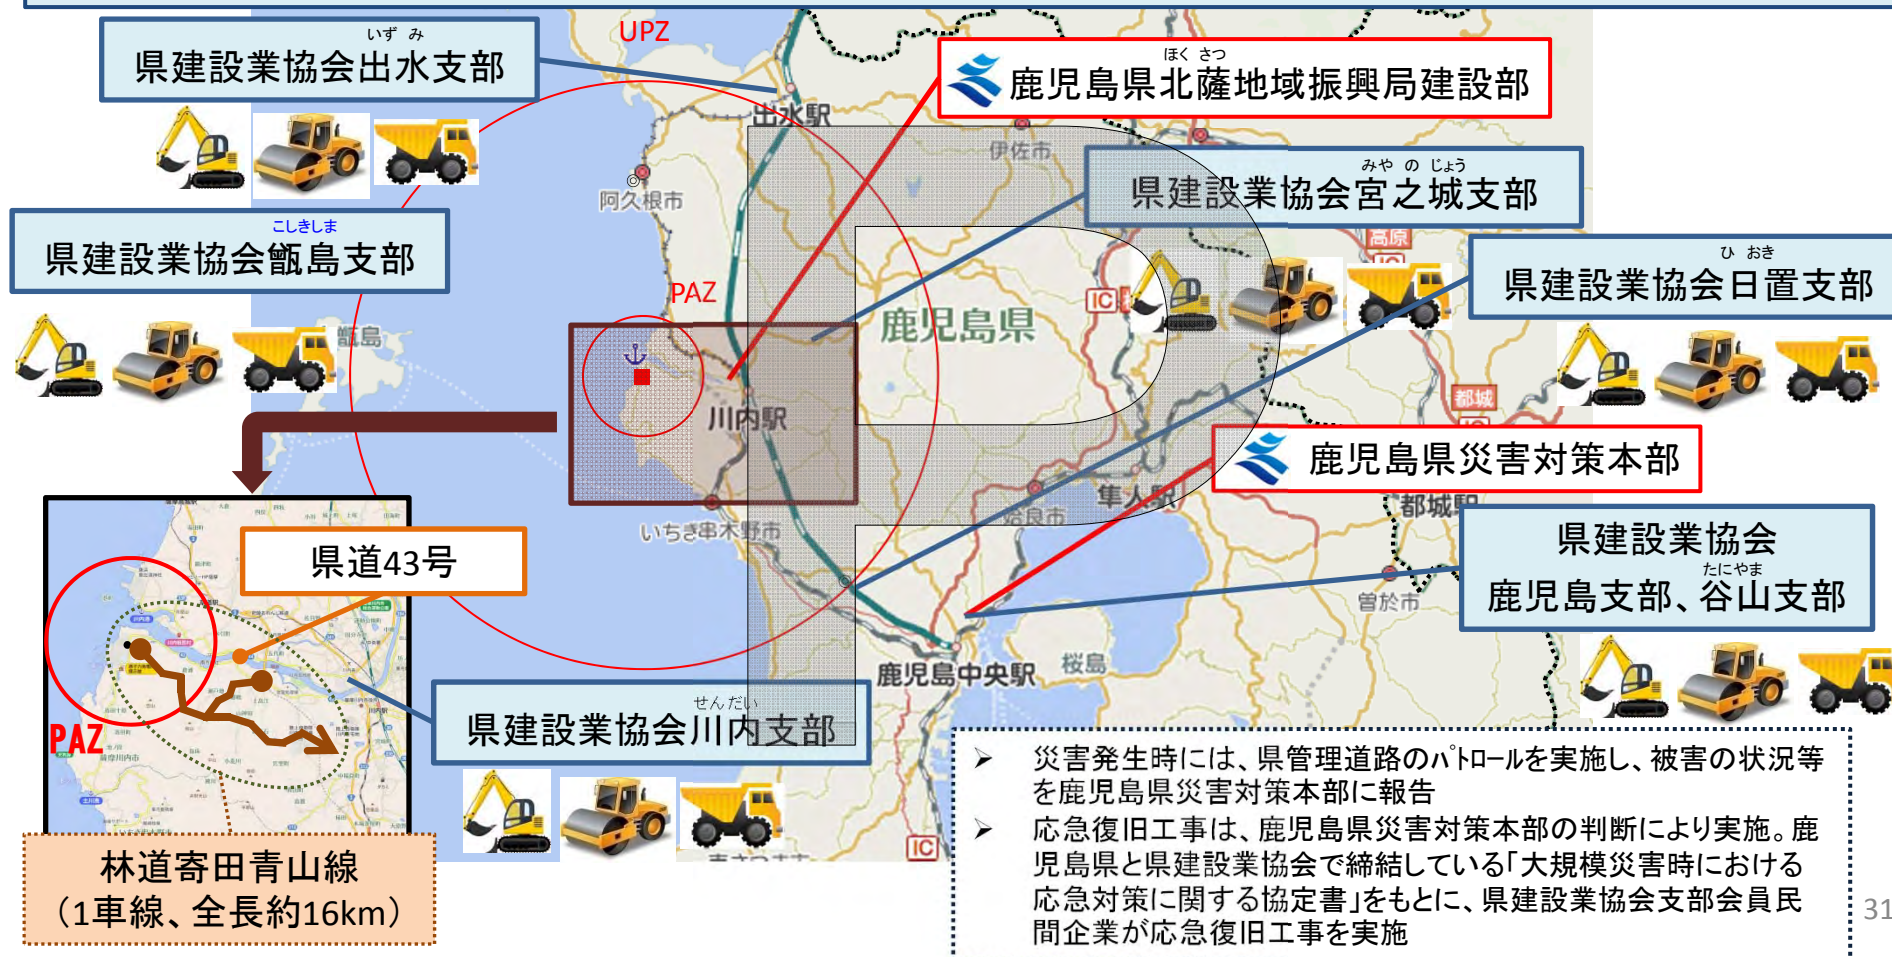 UPZ
いずみ
県建設業協会出水支部
ほくさつ
鹿児島県北薩地域振興局建設部
出水駅
伊佐市
みやのじょう
県建設業協会宮之城支部
阿久根市
こしきしま
県建設業協会甑島支部
高原
IC
ひおき
県建設業協会日置支部
PAZ
IC
鹿児島県
甑島
都城
IC
川内駅
鹿児島県災害対策本部
隼人駅
都城駅
姶良市
いちき串木野市
県道43号
県建設業協会
たにやま
鹿児島支部、谷山支部
曽於市
鹿児島中央駅
桜島
せんだい
県建設業協会川内支部
PAZ
薩摩川内市
IC
林道寄田青山線
（1車線、全長約16km）
➢ 災害発生時には、県管理道路のパトロールを実施し、被害の状況等
を鹿児島県災害対策本部に報告
➢ 応急復旧工事は、鹿児島県災害対策本部の判断により実施。鹿
児島県と県建設業協会で締結している「大規模災害時における
応急対策に関する協定書」をもとに、県建設業協会支部会員民
間企業が応急復旧工事を実施
31